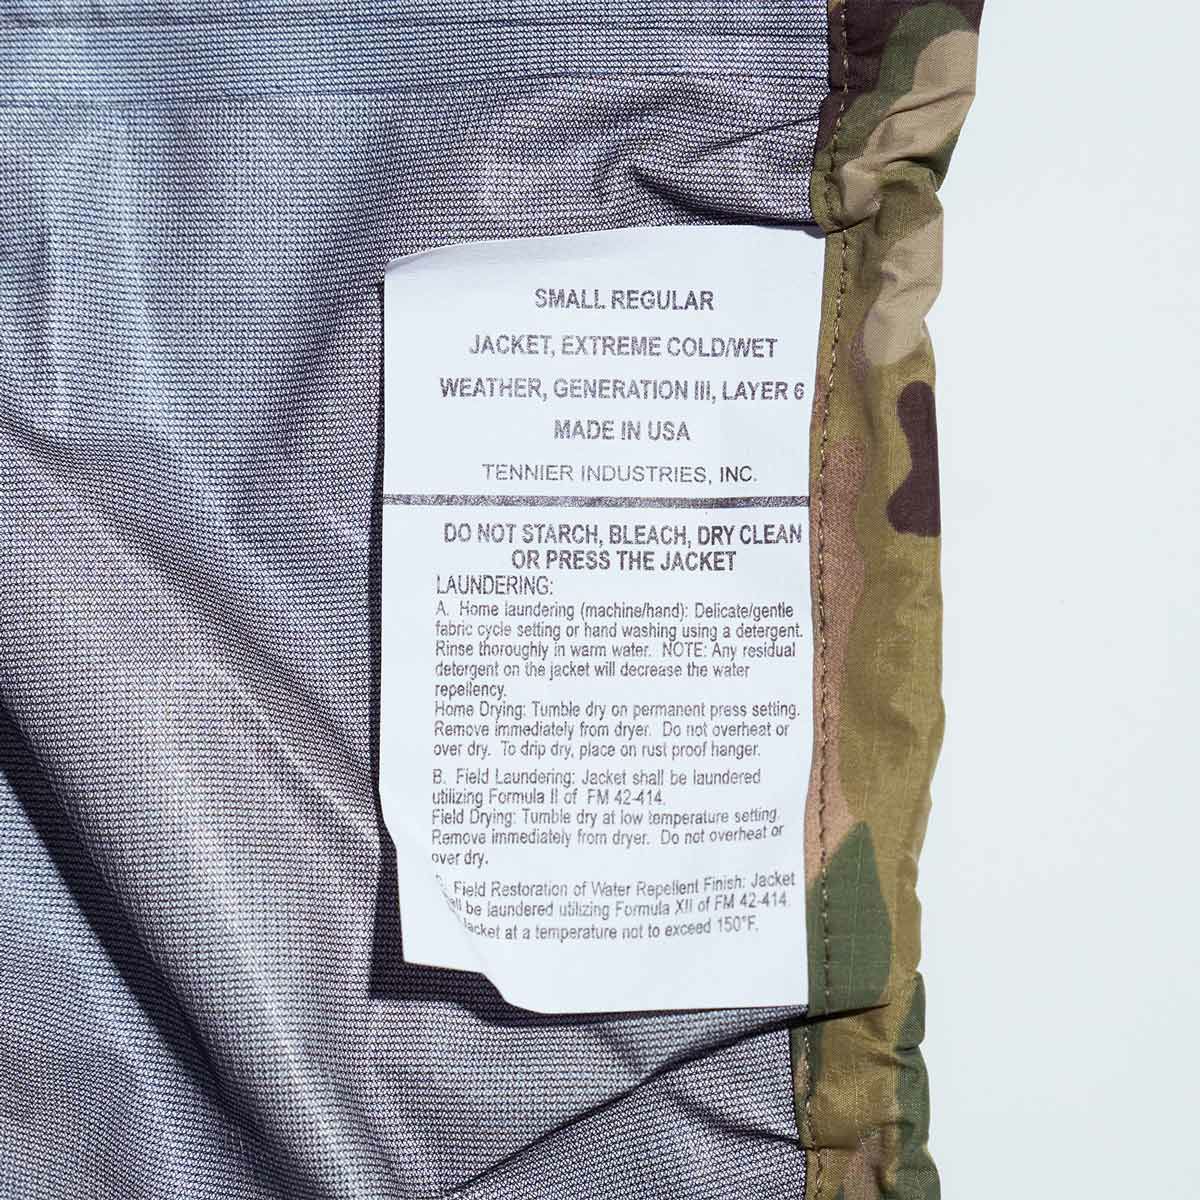 SMALL REGULAR
JACKET, EXTREME COLD/WET
WEATHER, GENERATION III, LAYER 6
MADE IN USA
TENNIER INDUSTRIES, INC.
DO NOT STARCH, BLEACH, DRY CLEAN
OR PRESS THE JACKET
LAUNDERING:
A. Home laundering (machine/hand): Delicate/gentle
fabric cycle setting or hand washing using a detergent.
Rinse thoroughly in warm water. NOTE: Any residual
detergent on the jacket will decrease the water
repellency.
Home Drying: Tumble dry on permanent press setting.
Remove immediately from dryer. Do not overheat or
over dry. To drip dry, place on rust proof hanger.
B. Field Laundering: Jacket shall be laundered
utilizing Formula II of FM 42-414.
Field Drying: Tumble dry at low temperature setting.
Remove immediately from dryer. Do not overheat or
over dry.
Field Restoration of Water Repellent Finish: Jacket
be laundered utilizing Formula XII of FM 42-414.
jacket at a temperature not to exceed 150°F.